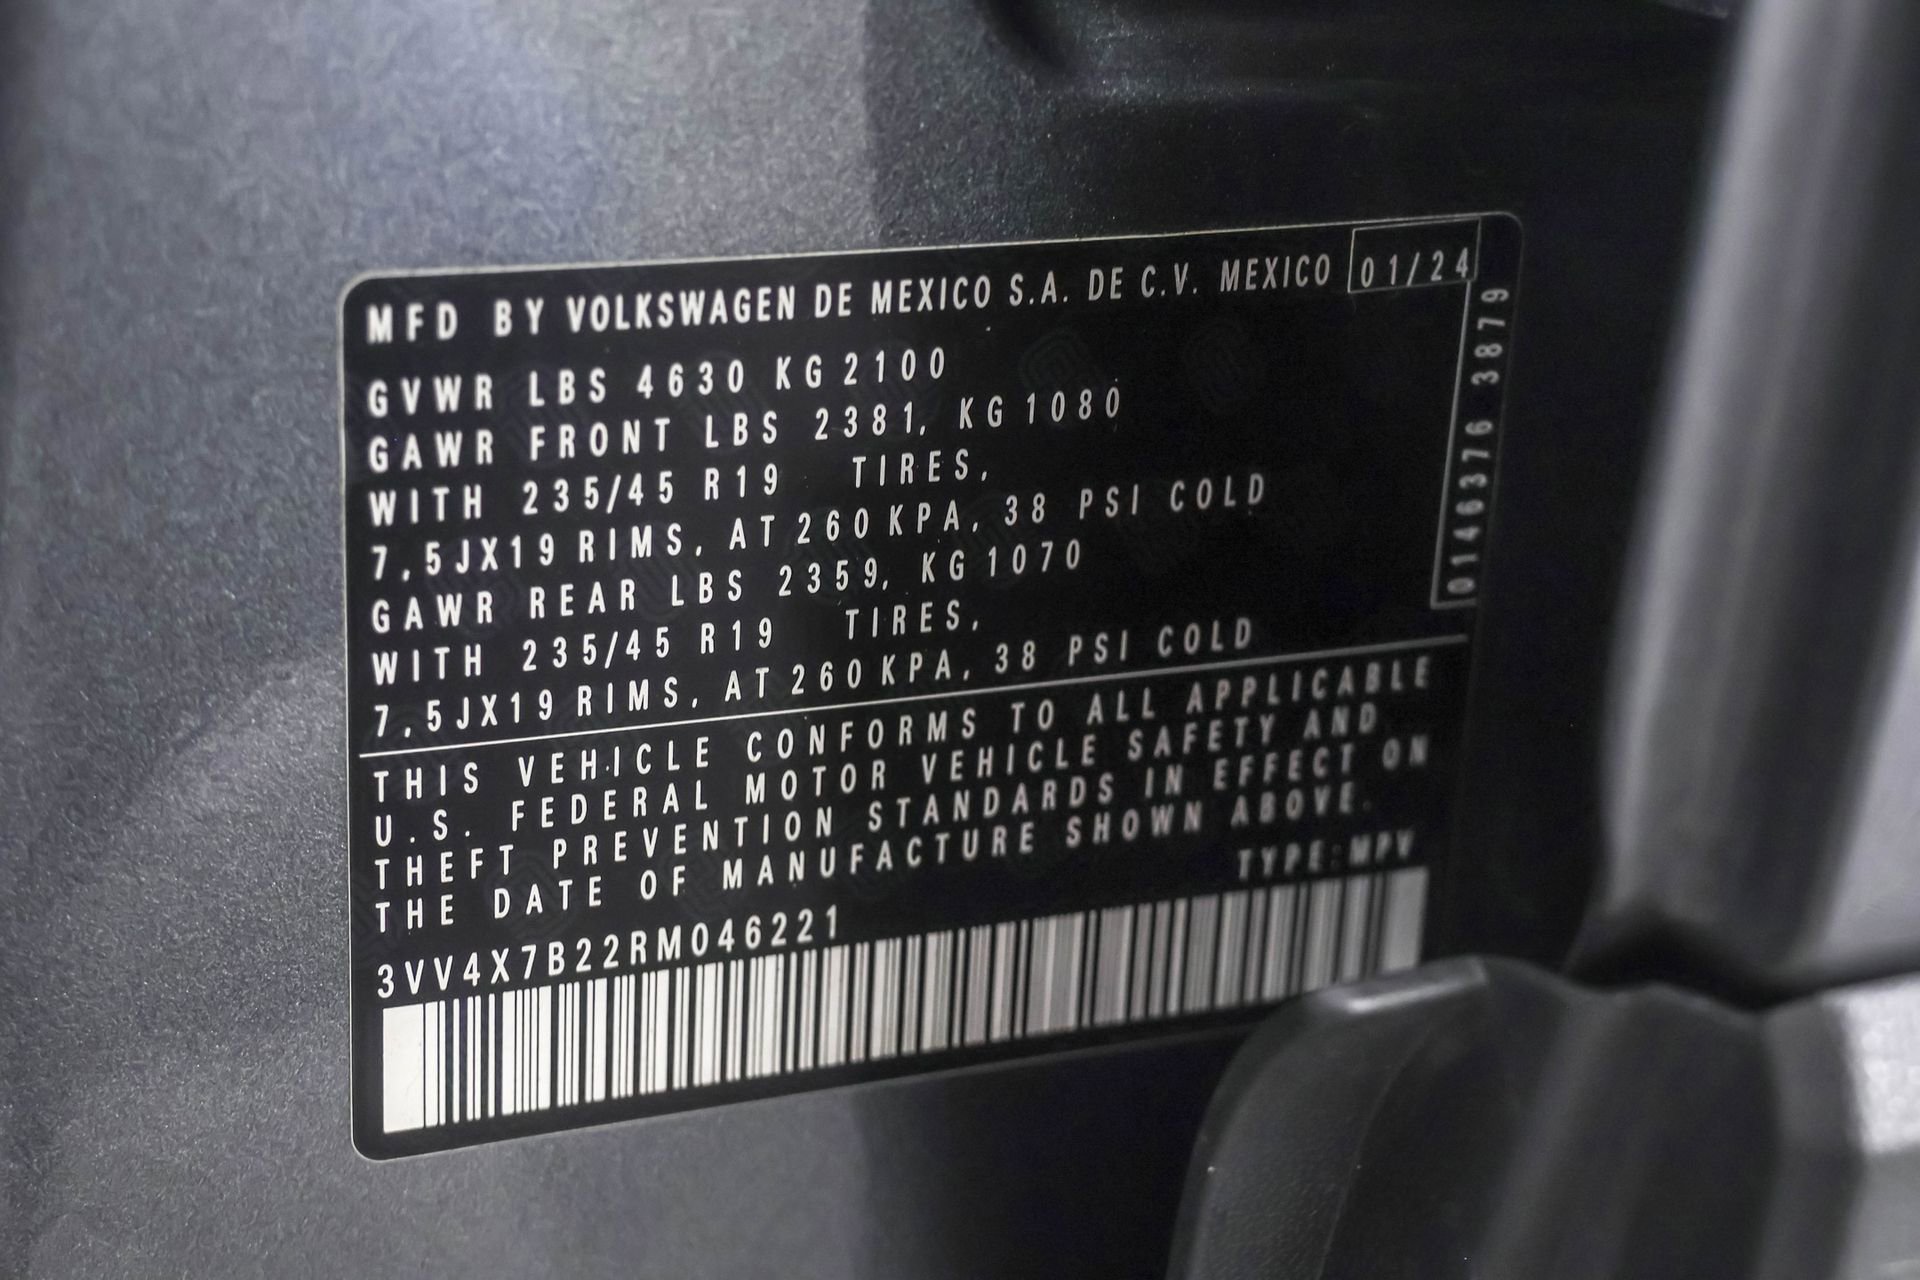 MFD BY VOLKSWAGEN DE MEXICO S.A. DE C.V. MEXICO 01/24
GVWR LBS 4630 KG 2100
GAWR FRONT LBS 2381, KG 1080
WITH 235/45 R19 TIRES,
7,5JX19 RIMS, AT 260 KPA, 38 PSI COLD
GAWR REAR LBS 2359, KG 1070
WITH 235/45 R19 TIRES,
7,5JX19 RIMS, AT 260 KPA, 38 PSI COLD
0146376 3879
THIS VEHICLE CONFORMS TO ALL APPLICABLE
U.S. FEDERAL MOTOR VEHICLE SAFETY AND
THEFT PREVENTION STANDARDS IN EFFECT ON
THE DATE OF MANUFACTURE SHOWN ABOVE.
TYPE:MPV
3VV4X7B22RM046221